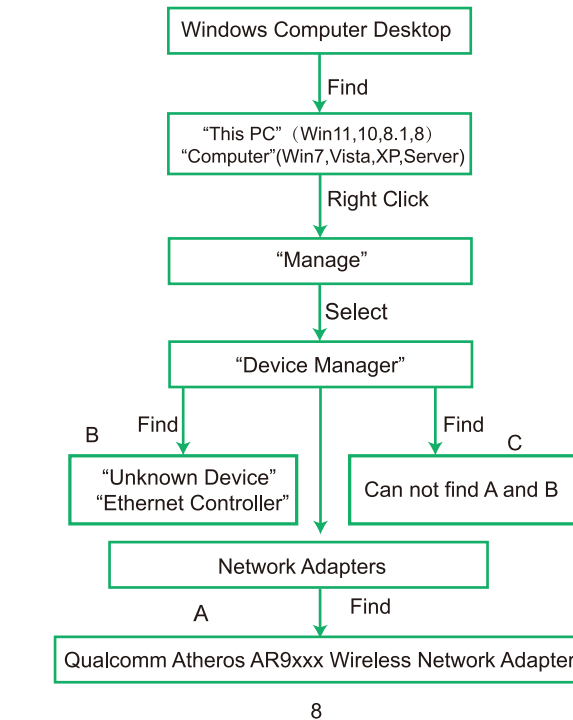 Windows Computer Desktop
Find
“This PC”（Win11,10,8.1,8）
“Computer”(Win7,Vista,XP,Server)
Right Click
“Manage”
Select
“Device Manager”
B
Find
Find
C
“Unknown Device”
“Ethernet Controller”
Can not find A and B
Network Adapters
A
Find
Qualcomm Atheros AR9xxx Wireless Network Adapter
8